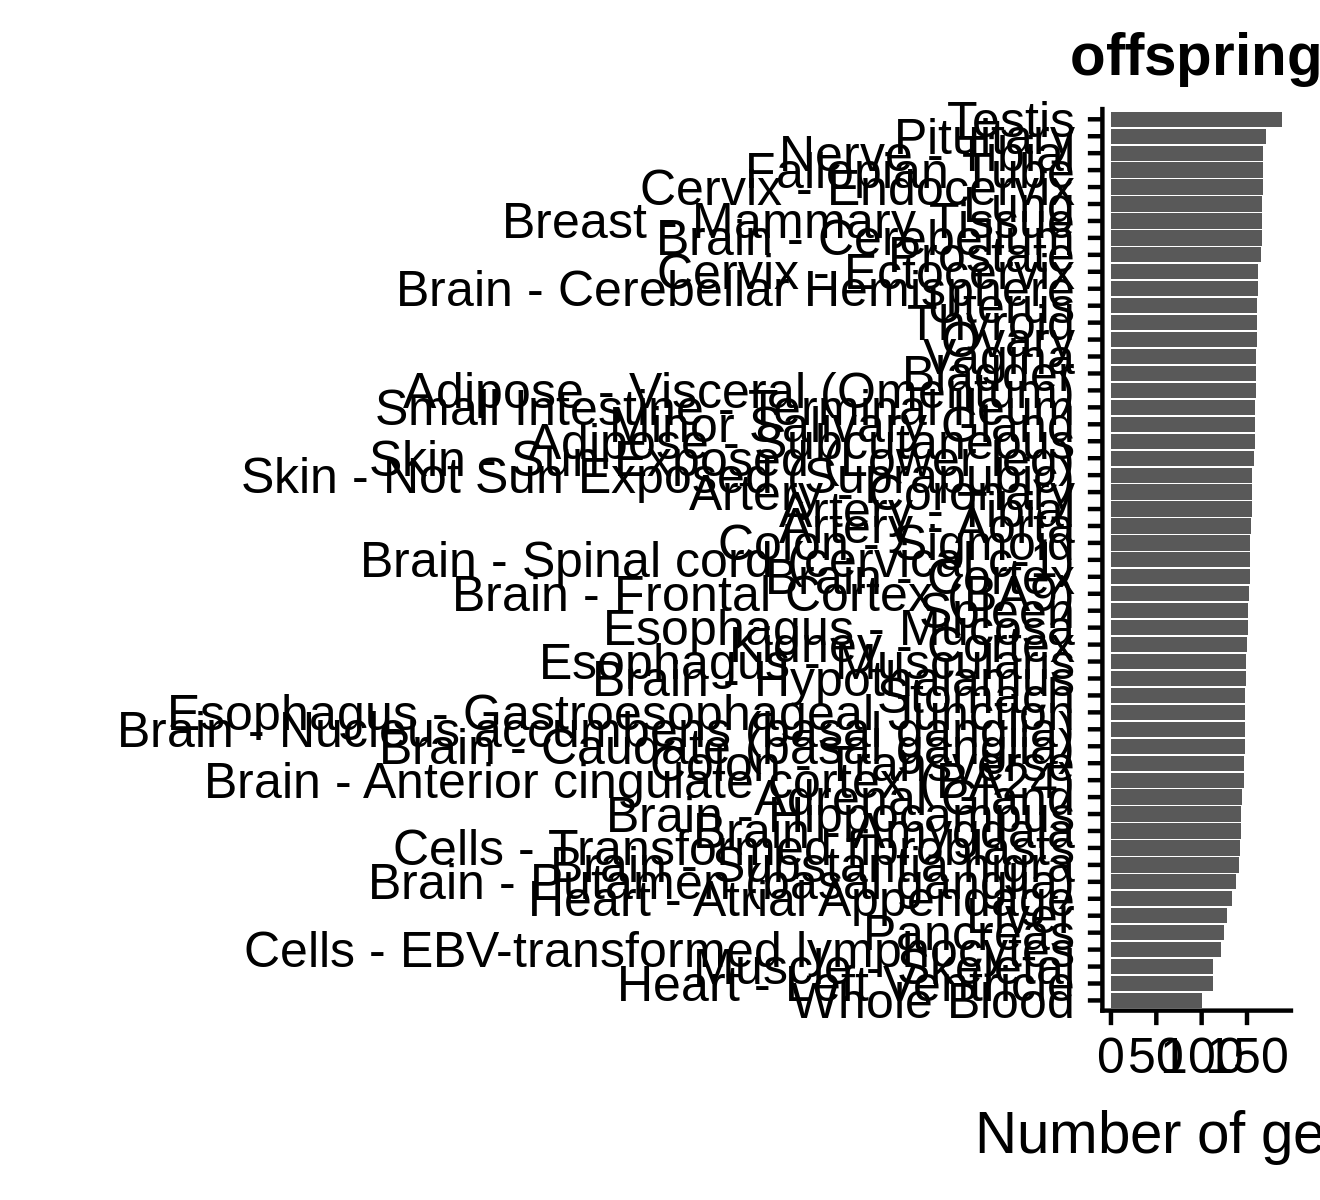 offspring
Testis
Pituitary
Nerve - Tibial
Fallopian Tube
Cervix - Endocervix
Lung
Breast - Mammary Tissue
Brain - Cerebellum
Prostate
Cervix - Ectocervix
Brain - Cerebellar Hemisphere
Uterus
Thyroid
Ovary
Vagina
Bladder
Adipose - Visceral (Omentum)
Small Intestine - Terminal Ileum
Minor Salivary Gland
Adipose - Subcutaneous
Skin - Sun Exposed (Lower leg)
Skin - Not Sun Exposed (Suprapubic)
Artery - Coronary
Artery - Tibial
Artery - Aorta
Colon - Sigmoid
Brain - Spinal cord (cervical c-1)
Brain - Cortex
Brain - Frontal Cortex (BA9)
Spleen
Esophagus - Mucosa
Kidney - Cortex
Esophagus - Muscularis
Brain - Hypothalamus
Stomach
Esophagus - Gastroesophageal Junction
Brain - Nucleus accumbens (basal ganglia)
Brain - Caudate (basal ganglia)
Colon - Transverse
Brain - Anterior cingulate cortex (BA24)
Adrenal Gland
Brain - Hippocampus
Brain - Amygdala
Cells - Transformed fibroblasts
Brain - Substantia nigra
Brain - Putamen (basal ganglia)
Heart - Atrial Appendage
Liver
Pancreas
Cells - EBV-transformed lymphocytes
Muscle - Skeletal
Heart - Left Ventricle
Whole Blood
0 50 100 150
Number of ge